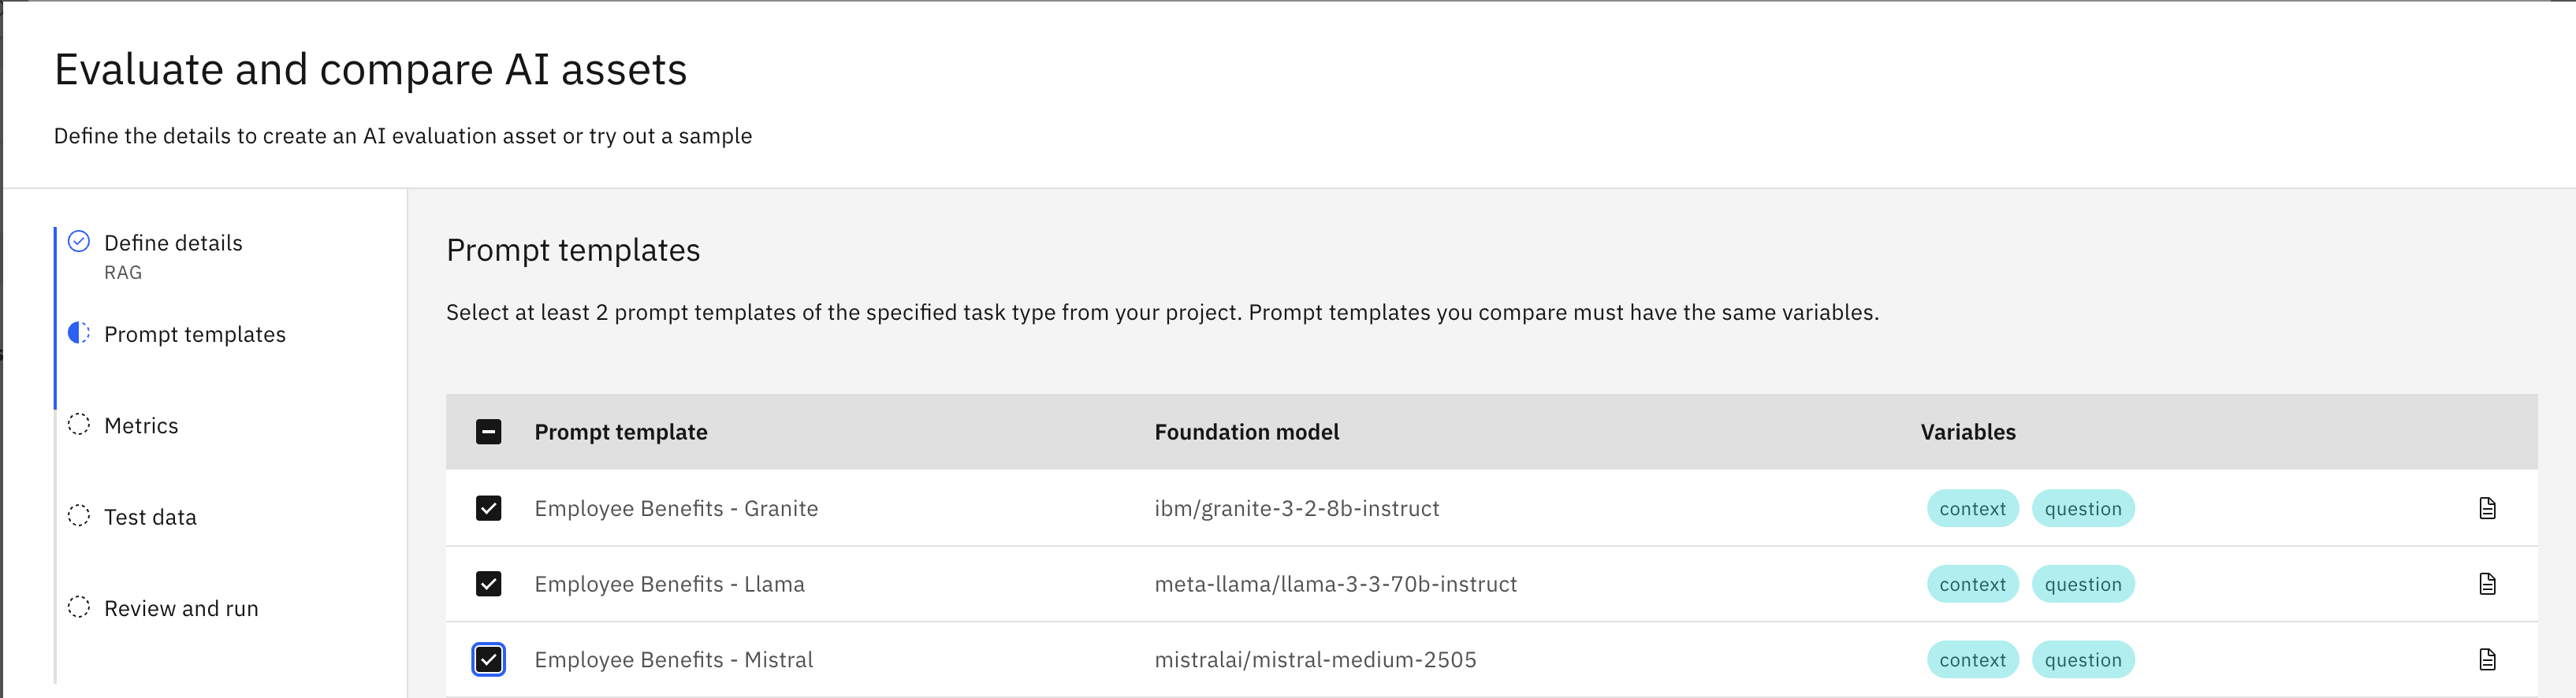 Evaluate and compare AI assets
Define the details to create an AI evaluation asset or try out a sample
Define details
RAG
Prompt templates
Metrics
Test data
Review and run
Prompt templates
Select at least 2 prompt templates of the specified task type from your project. Prompt templates you compare must have the same variables.
Prompt template Foundation model Variables
Employee Benefits - Granite ibm/granite-3-2-8b-instruct context question
Employee Benefits - Llama meta-llama/llama-3-3-70b-instruct context question
Employee Benefits - Mistral mistralai/mistral-medium-2505 context question